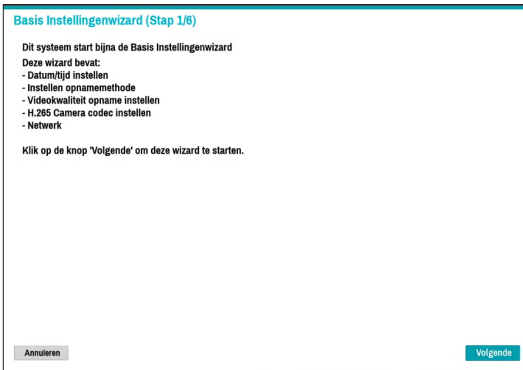 Basis Instellingenwizard (Stap 1/6)
Dit systeem start bijna de Basis Instellingenwizard
Deze wizard bevat:
- Datum/tijd instellen
- Instellen opnamemethode
- Videokwaliteit opname instellen
- H.265 Camera codec instellen
- Netwerk
Klik op de knop 'Volgende' om deze wizard te starten.
Annuleren
Volgende